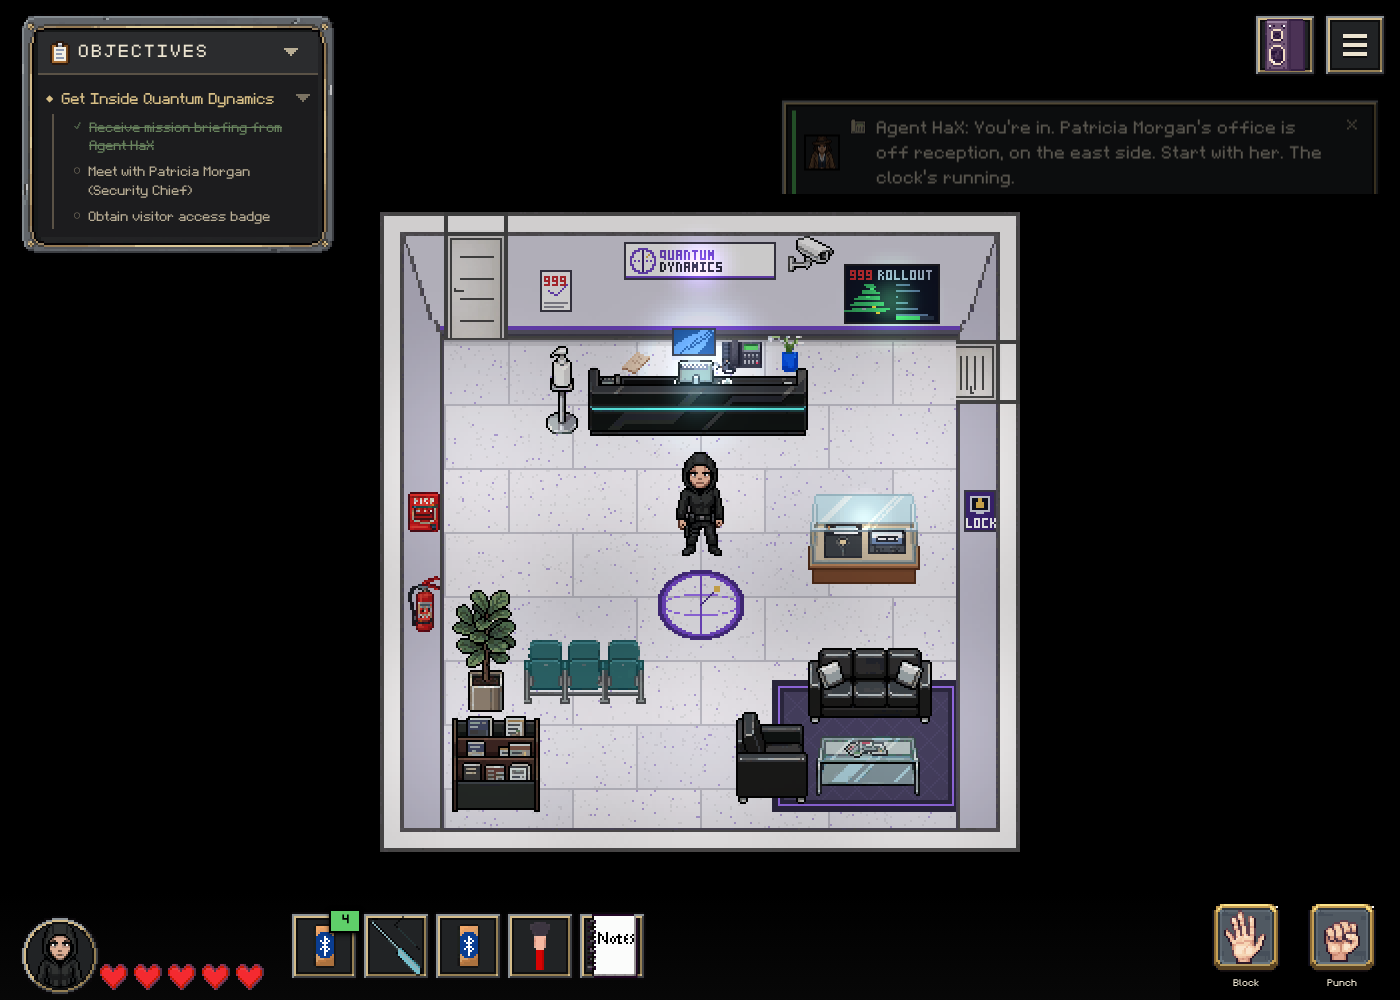 OBJECTIVES
Get Inside Quantum Dynamics
Receive mission briefing from
Agent HaX
Meet with Patricia Morgan
(Security Chief)
Obtain visitor access badge
Agent HaX: You're in. Patricia Morgan's office is
off reception, on the east side. Start with her. The
clock's running.
QUANTUM
DYNAMICS
999
999 ROLLOUT
FIRE
LOCK
4
Notes
Block
Punch